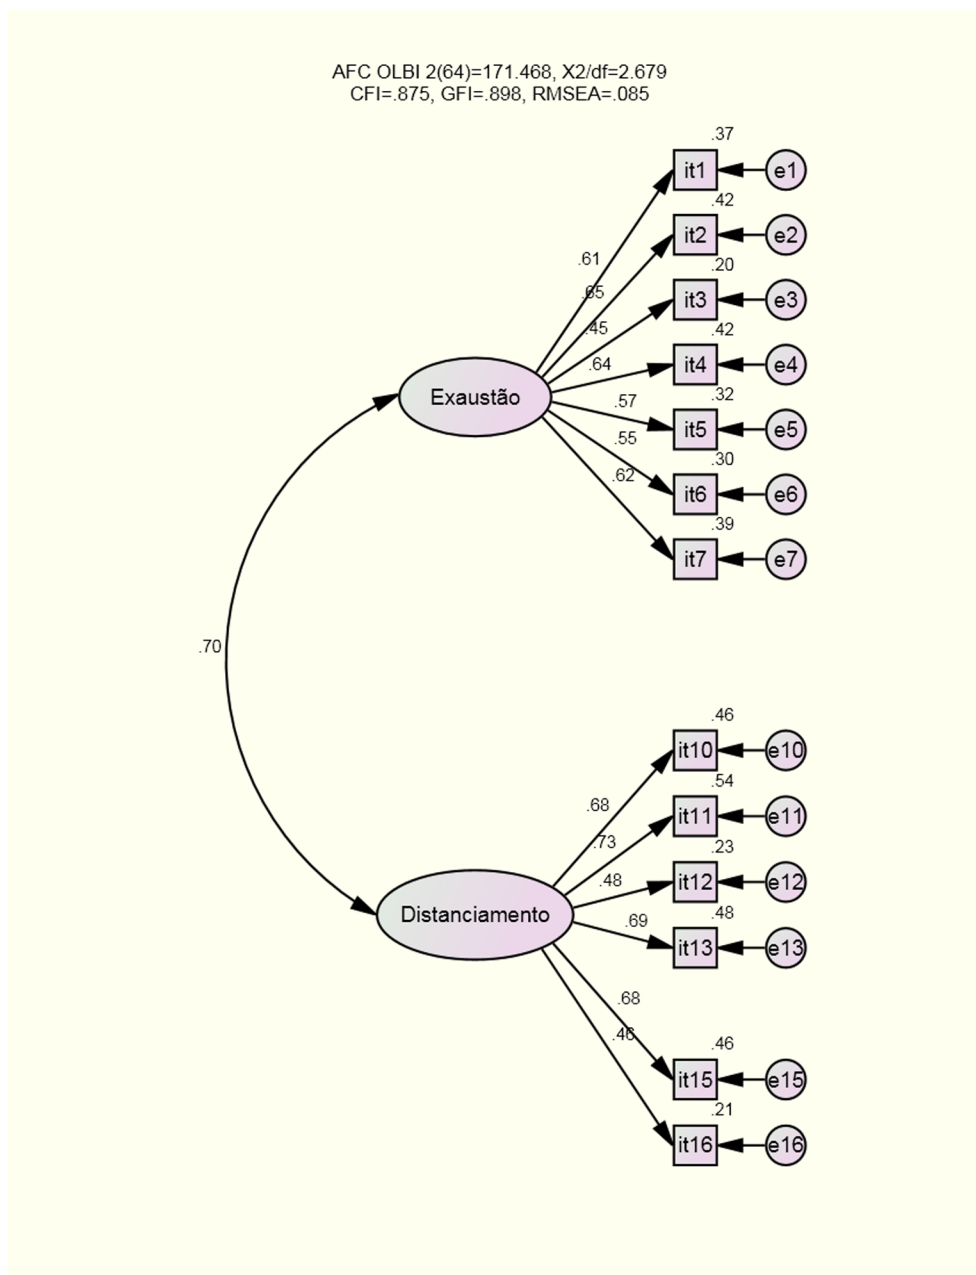 AFC OLBI 2(64)=171.468, X2/df=2.679
CFI=.875, GFI=.898, RMSEA=.085
.37
it1
e1
.42
.61
it2
e2
.20
.65
it3
e3
.42
.45
.64
it4
e4
.32
Exaustão
.57
it5
e5
.30
.55
it6
e6
.39
.62
it7
e7
.70
.46
it10
e10
.54
.68
it11
e11
.23
.73
.48
it12
e12
.48
Distanciamento
.69
it13
e13
.68
.46
.46
it15
e15
.21
it16
e16